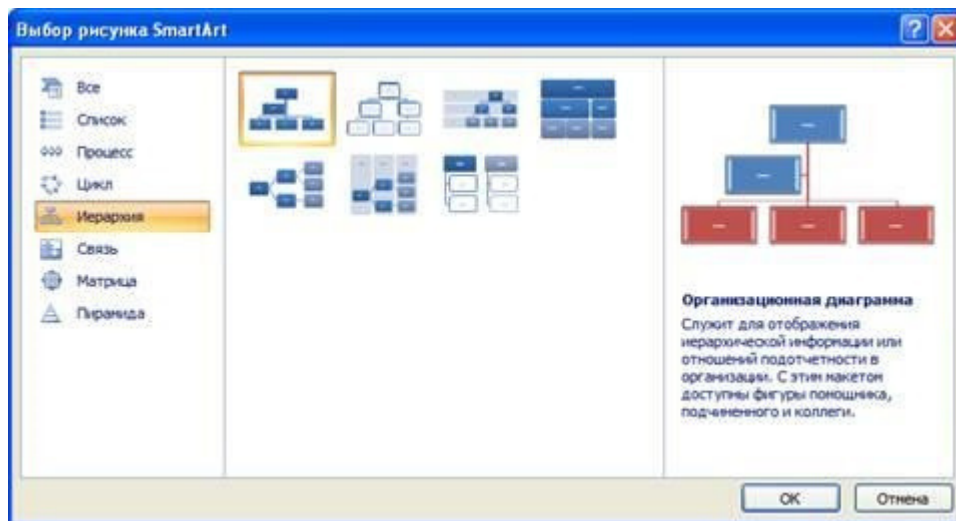 Выбор рисунка SmartArt
Все
Список
Процесс
Цикл
Иерархия
Связь
Матрица
Пирамида
Организационная диаграмма
Служит для отображения
иерархической информации или
отношений подотчетности в
организации. С этим макетом
доступны фигуры помощника,
подчиненного и коллеги.
ОК
Отмена